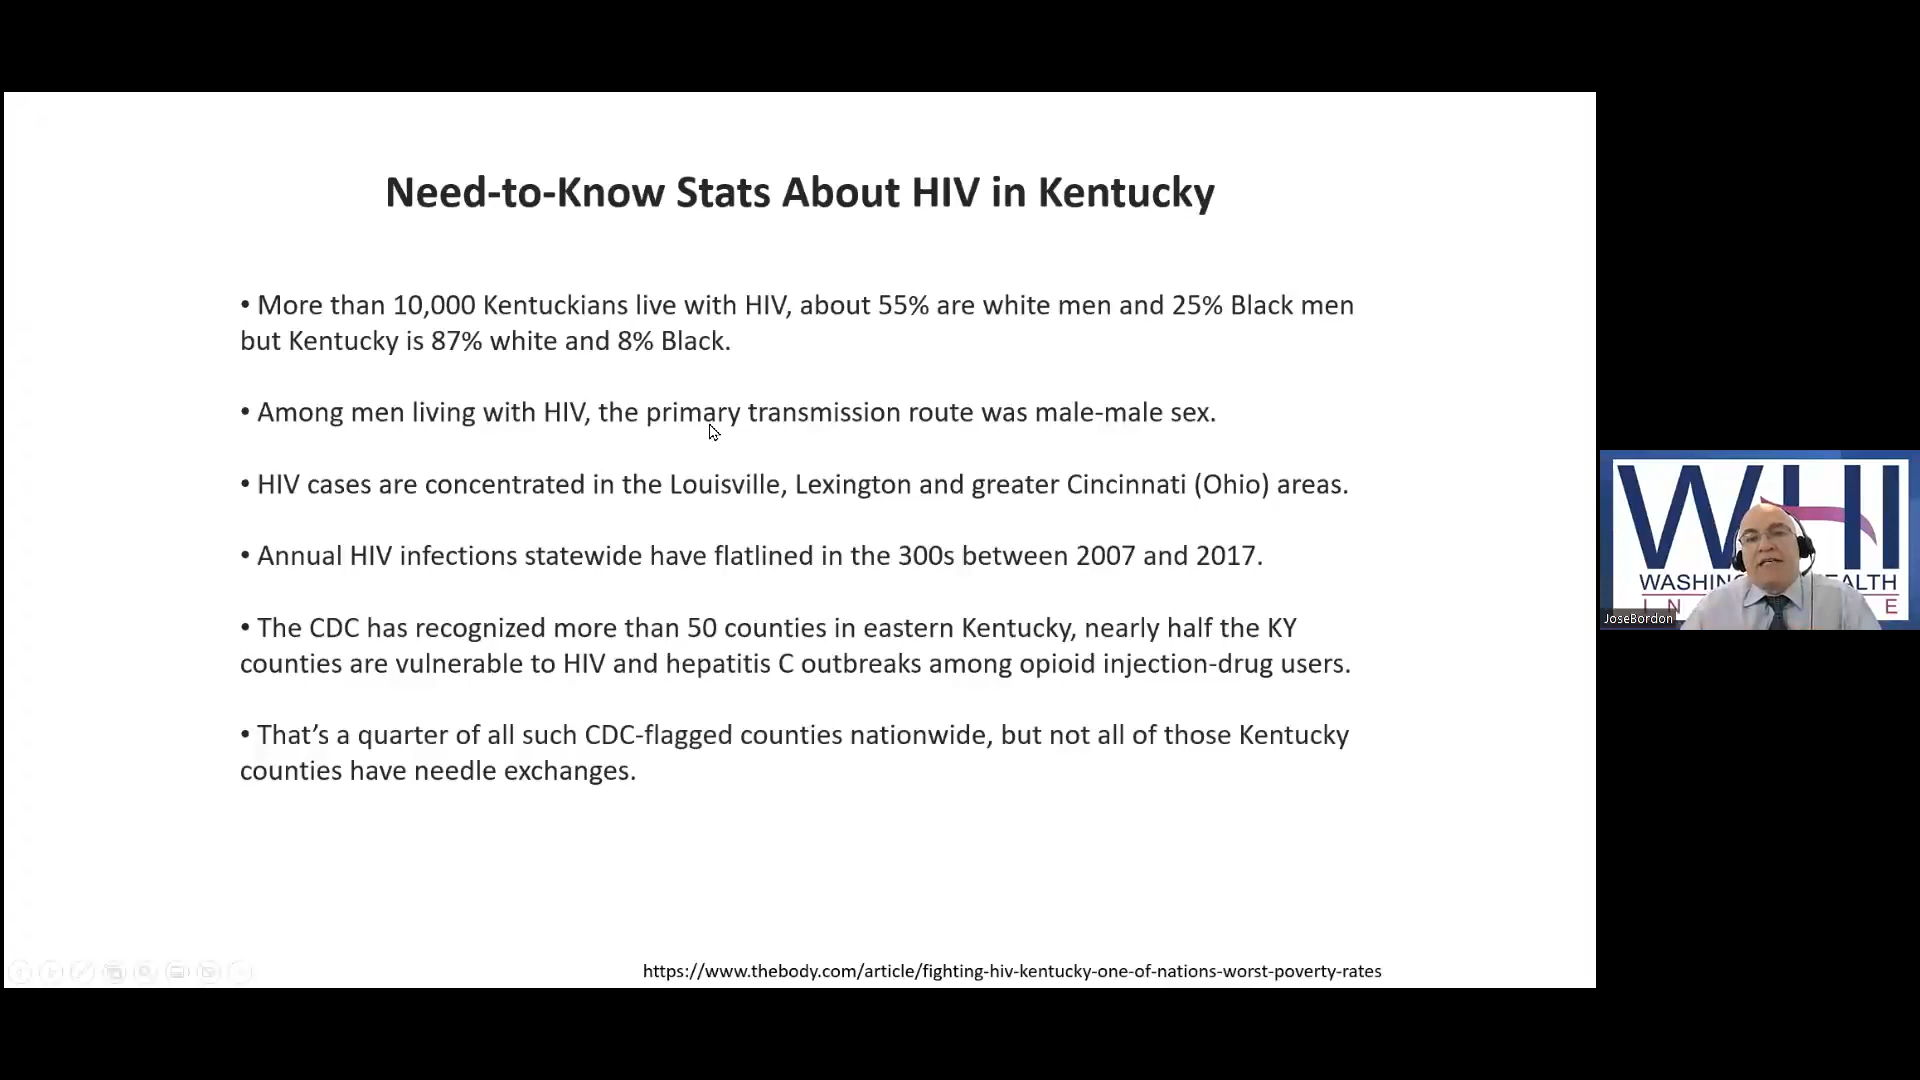 Need-to-Know Stats About HIV in Kentucky
• More than 10,000 Kentuckians live with HIV, about 55% are white men and 25% Black men
but Kentucky is 87% white and 8% Black.
• Among men living with HIV, the primary transmission route was male-male sex.
• HIV cases are concentrated in the Louisville, Lexington and greater Cincinnati (Ohio) areas.
• Annual HIV infections statewide have flatlined in the 300s between 2007 and 2017.
• The CDC has recognized more than 50 counties in eastern Kentucky, nearly half the KY
counties are vulnerable to HIV and hepatitis C outbreaks among opioid injection-drug users.
• That’s a quarter of all such CDC-flagged counties nationwide, but not all of those Kentucky
counties have needle exchanges.
https://www.thebody.com/article/fighting-hiv-kentucky-one-of-nations-worst-poverty-rates
WHI
JoseBordon